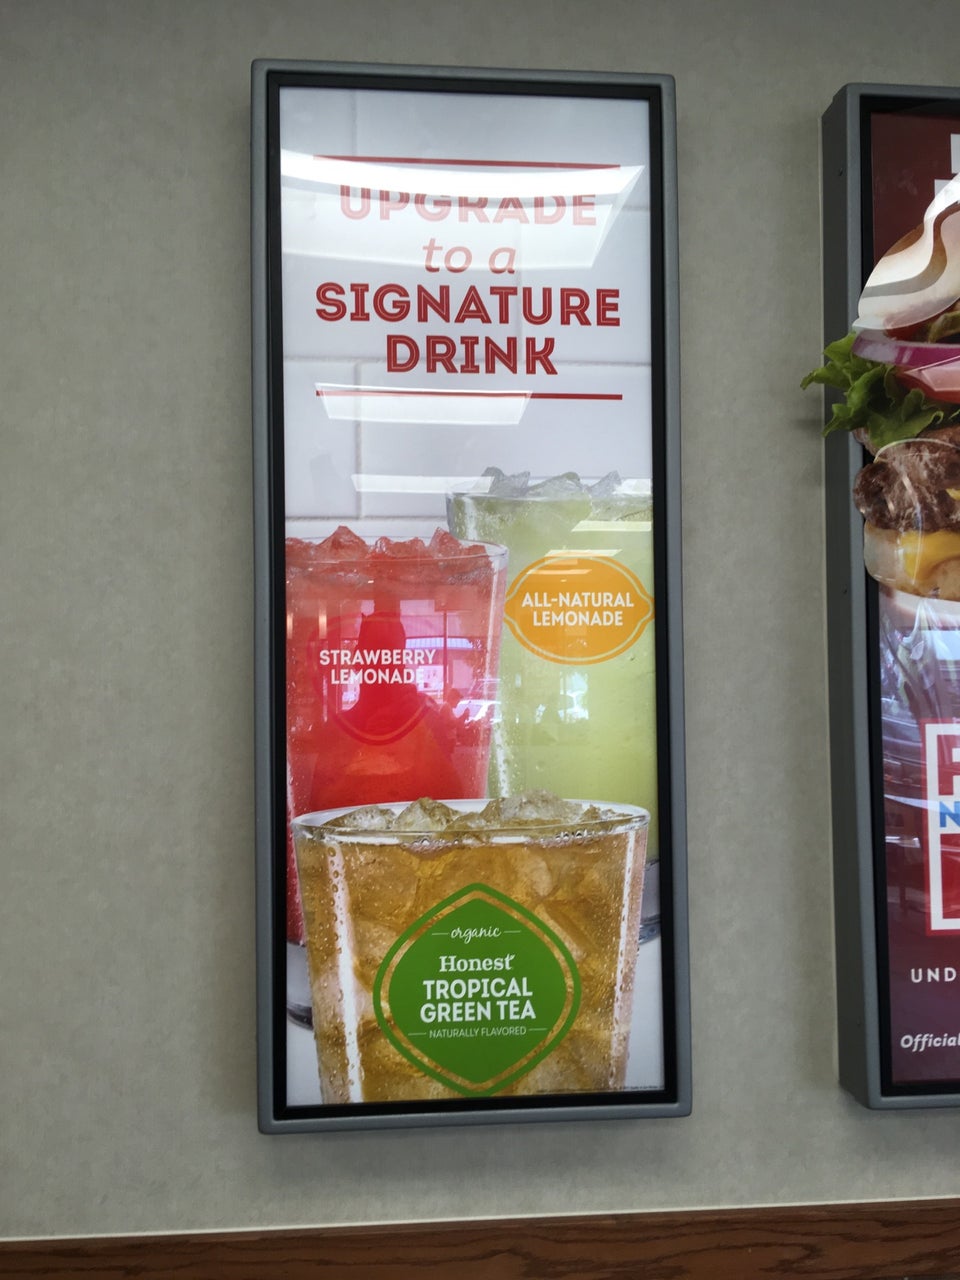 UPGRADE
to a
SIGNATURE
DRINK
ALL-NATURAL
LEMONADE
STRAWBERRY
LEMONADE
organic
Honest
TROPICAL
GREEN TEA
NATURALLY FLAVORED
UND
Official